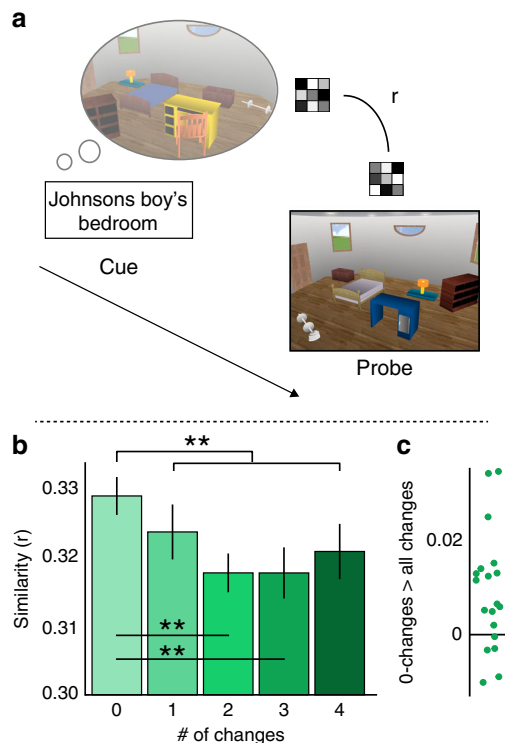 a
r
Johnsons boy's
bedroom
Cue
Probe
b
**
0.33
0.32
0.31
0.30
Similarity (r)
**
**
0 1 2 3 4
# of changes
c
0-changes > all changes
0.02
0